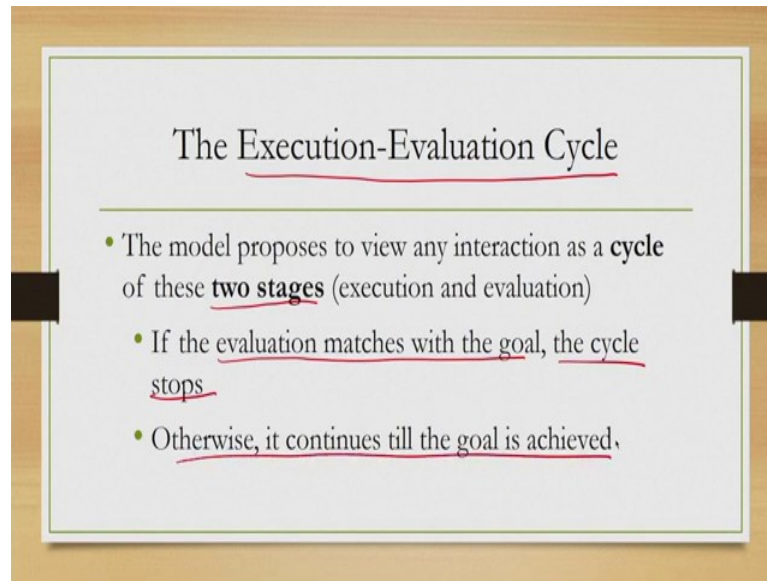 The Execution-Evaluation Cycle
• The model proposes to view any interaction as a cycle
of these two stages (execution and evaluation)
• If the evaluation matches with the goal, the cycle
stops
• Otherwise, it continues till the goal is achieved.